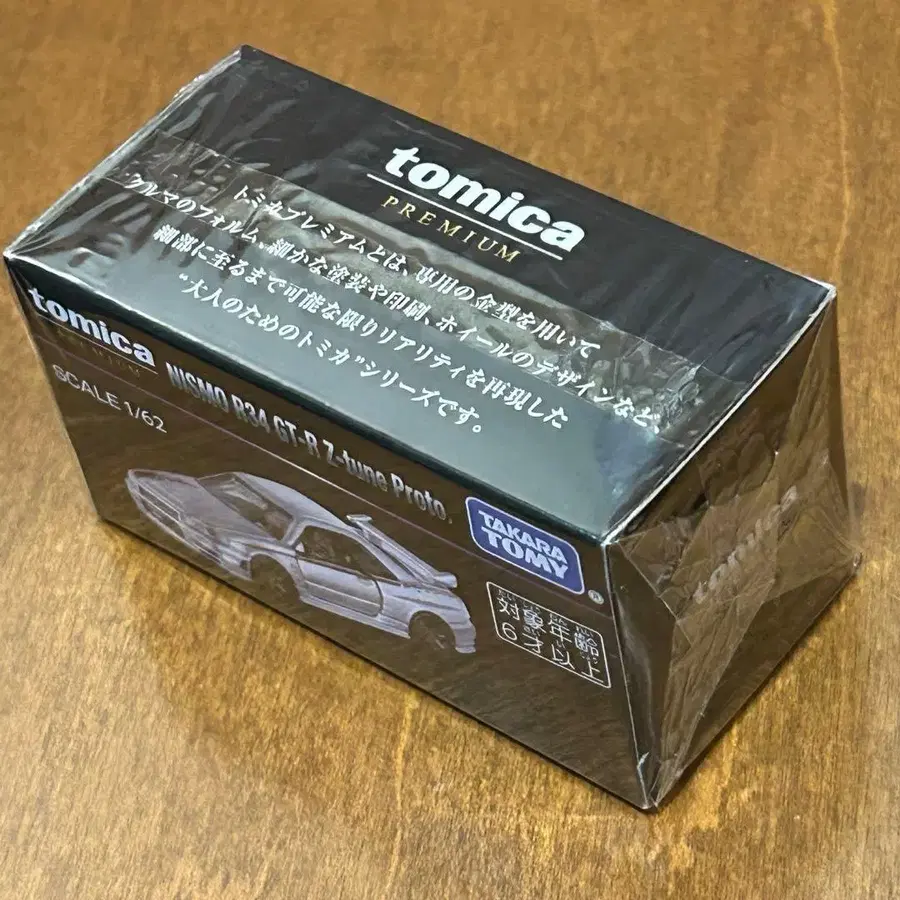 tomica
PREMIUM
トミカプレミアムとは、専用の金型を用いて
クルマのフォルム、細かな塗装や印刷、ホイールのデザインなど、
細部に至るまで可能な限りリアリティを再現した
“大人のためのトミカ”シリーズです。
tomica
PREMIUM
NISMO R34 GT-R Z-tune Proto.
SCALE 1/62
TAKARA
TOMY
対象年齢
6才以上
tomica